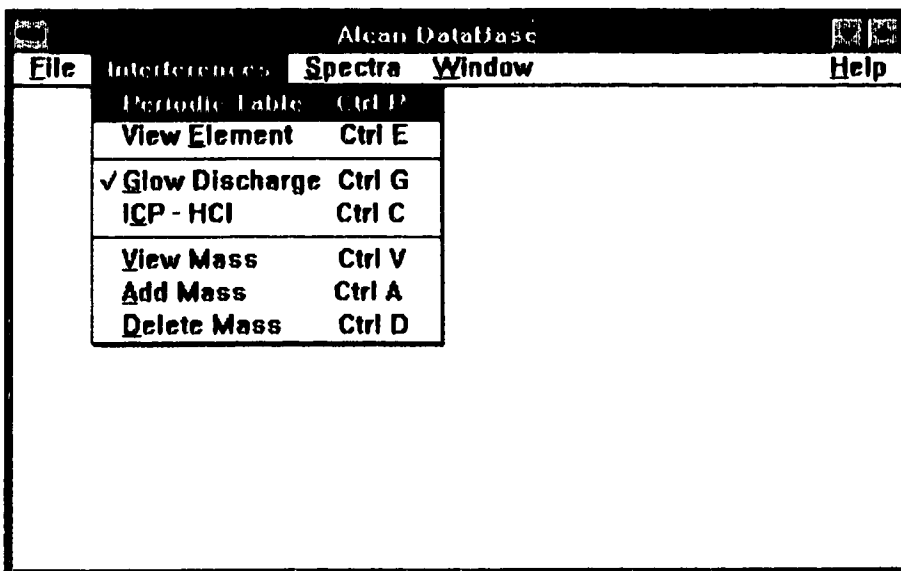 Alcan DataBase
File Interferences Spectra Window Help
Periodic Table Ctrl P
View Element Ctrl E
✓ Glow Discharge Ctrl G
ICP - HCl Ctrl C
View Mass Ctrl V
Add Mass Ctrl A
Delete Mass Ctrl D